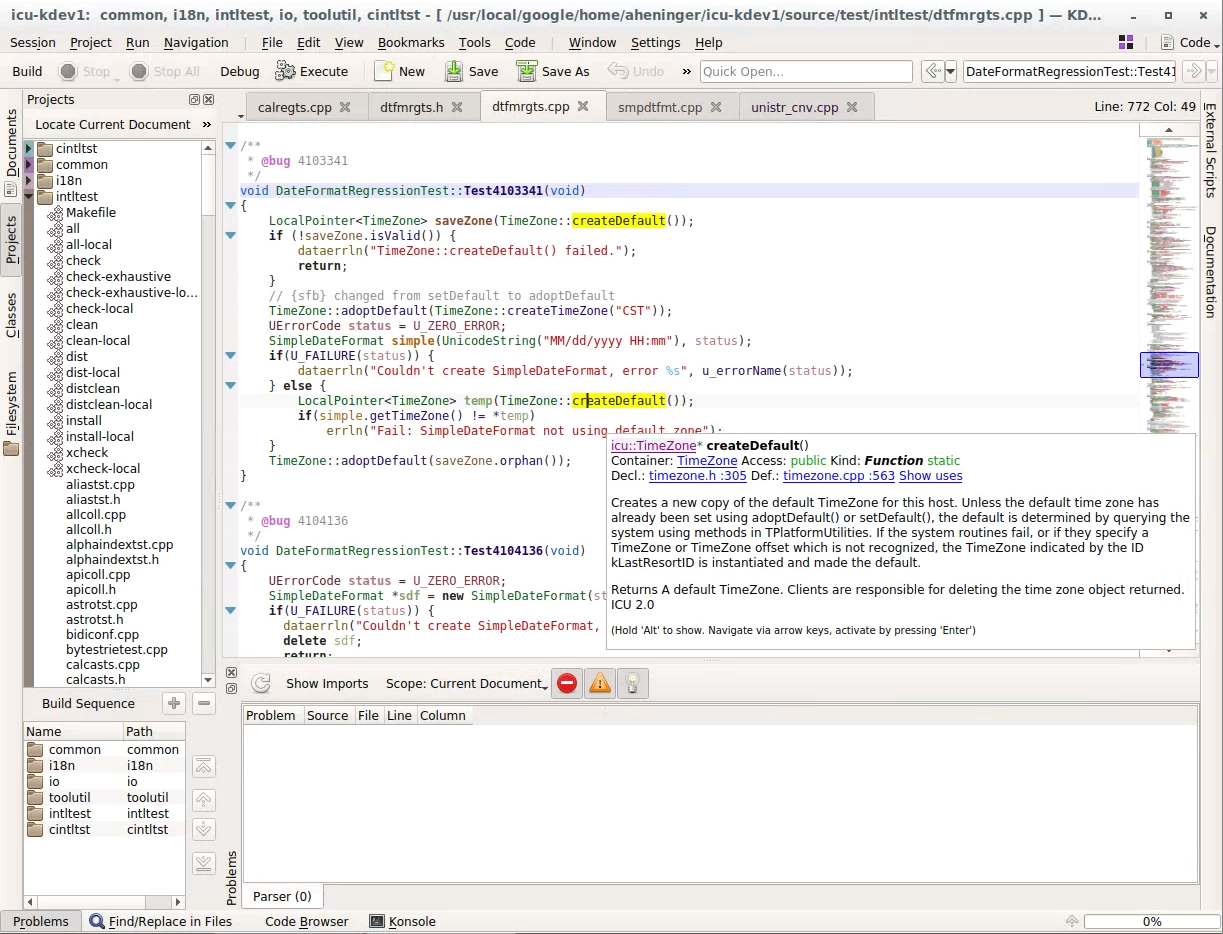 icu-kdev1: common, i18n, intltest, io, toolutil, cintltst - [ /usr/local/google/home/aheninger/icu-kdev1/source/test/intltest/dtfmrgts.cpp ] — KD...
Session Project Run Navigation File Edit View Bookmarks Tools Code Window Settings Help Code
Build Stop Stop All Debug Execute New Save Save As Undo » Quick Open... DateFormatRegressionTest::Test41
Projects
calregts.cpp dtfmrgts.h dtfmrgts.cpp smpdtfmt.cpp unistr_cnv.cpp Line: 772 Col: 49
Documents
Projects
Classes
Filesystem
Locate Current Document »
cintltst
common
i18n
intltest
Makefile
all
all-local
check
check-exhaustive
check-exhaustive-lo...
check-local
clean
clean-local
dist
dist-local
distclean
distclean-local
install
install-local
xcheck
xcheck-local
aliastst.cpp
aliastst.h
allcoll.cpp
allcoll.h
alphaindextst.cpp
alphaindextst.h
apicoll.cpp
apicoll.h
astrotst.cpp
astrotst.h
bidiconf.cpp
bytestrietest.cpp
calcasts.cpp
calcasts.h
Build Sequence
Name Path
common common
i18n i18n
io io
toolutil toolutil
intltest intltest
cintltst cintltst
/**
* @bug 4103341
*/
void DateFormatRegressionTest::Test4103341(void)
{
LocalPointer<TimeZone> saveZone(TimeZone::createDefault());
if (!saveZone.isValid()) {
dataerrln("TimeZone::createDefault() failed.");
return;
}
// {sfb} changed from setDefault to adoptDefault
TimeZone::adoptDefault(TimeZone::createTimeZone("CST"));
UErrorCode status = U_ZERO_ERROR;
SimpleDateFormat simple(UnicodeString("MM/dd/yyyy HH:mm"), status);
if(U_FAILURE(status)) {
dataerrln("Couldn't create SimpleDateFormat, error %s", u_errorName(status));
} else {
LocalPointer<TimeZone> temp(TimeZone::createDefault());
if(simple.getTimeZone() != *temp)
errln("Fail: SimpleDateFormat not using default zone");
}
TimeZone::adoptDefault(saveZone.orphan());
}
/**
* @bug 4104136
*/
void DateFormatRegressionTest::Test4104136(void)
{
UErrorCode status = U_ZERO_ERROR;
SimpleDateFormat *sdf = new SimpleDateFormat(st
if(U_FAILURE(status)) {
dataerrln("Couldn't create SimpleDateFormat,
delete sdf;
return;
icu::TimeZone* createDefault()
Container: TimeZone Access: public Kind: Function static
Decl.: timezone.h :305 Def.: timezone.cpp :563 Show uses
Creates a new copy of the default TimeZone for this host. Unless the default time zone has
already been set using adoptDefault() or setDefault(), the default is determined by querying the
system using methods in TPlatformUtilities. If the system routines fail, or if they specify a
TimeZone or TimeZone offset which is not recognized, the TimeZone indicated by the ID
kLastResortID is instantiated and made the default.
Returns A default TimeZone. Clients are responsible for deleting the time zone object returned.
ICU 2.0
(Hold 'Alt' to show. Navigate via arrow keys, activate by pressing 'Enter')
External Scripts
Documentation
Show Imports Scope: Current Document
Problem Source File Line Column
Problems
Parser (0)
Problems Find/Replace in Files Code Browser Konsole 0%